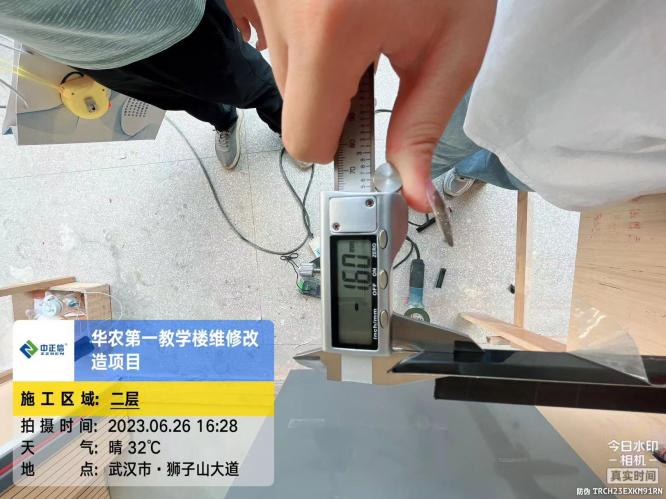 60
70
1.60
mm
ZERO
OFF ON
inch/mm
中正信
华农第一教学楼维修改
造项目
施工区域: 二层
拍摄时间: 2023.06.26 16:28
天 气: 晴 32℃
地 点: 武汉市·狮子山大道
今日水印
-相机-
真实时间
防伪 TRCH23EXKM91RN